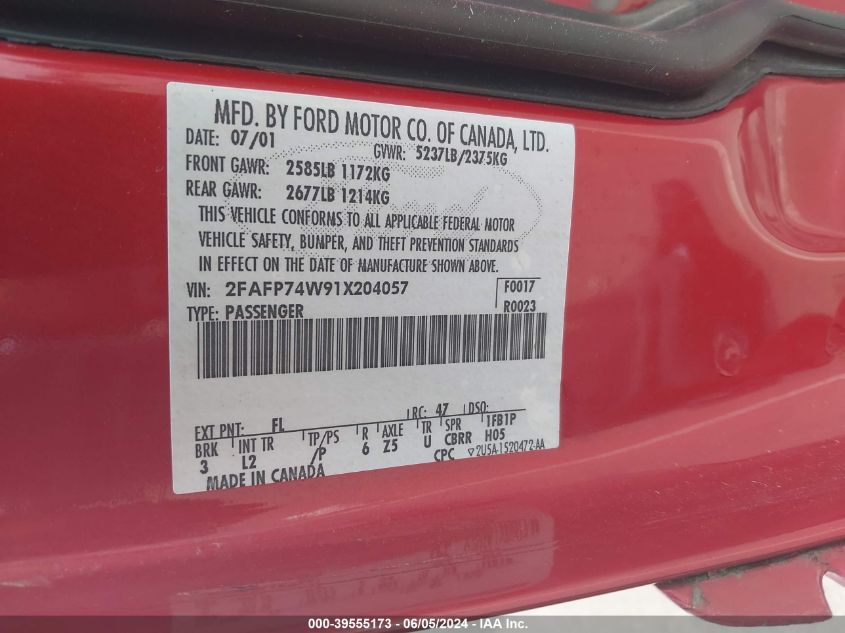 MFD. BY FORD MOTOR CO. OF CANADA, LTD.
DATE: 07/01 GVWR: 5237LB/2375KG
FRONT GAWR: 2585LB 1172KG
REAR GAWR: 2677LB 1214KG
THIS VEHICLE CONFORMS TO ALL APPLICABLE FEDERAL MOTOR
VEHICLE SAFETY, BUMPER, AND THEFT PREVENTION STANDARDS
IN EFFECT ON THE DATE OF MANUFACTURE SHOWN ABOVE.
VIN: 2FAFP74W91X204057 F0017
TYPE: PASSENGER R0023
EXT PNT: FL RC: 47 DSO:
BRK INT TR TP/PS R AXLE TR SPR 1FB1P
3 L2 /P 6 Z5 U CBRR H05
MADE IN CANADA CPC ▽2U5A-1520472-AA
000-39555173 - 06/05/2024 - IAA Inc.